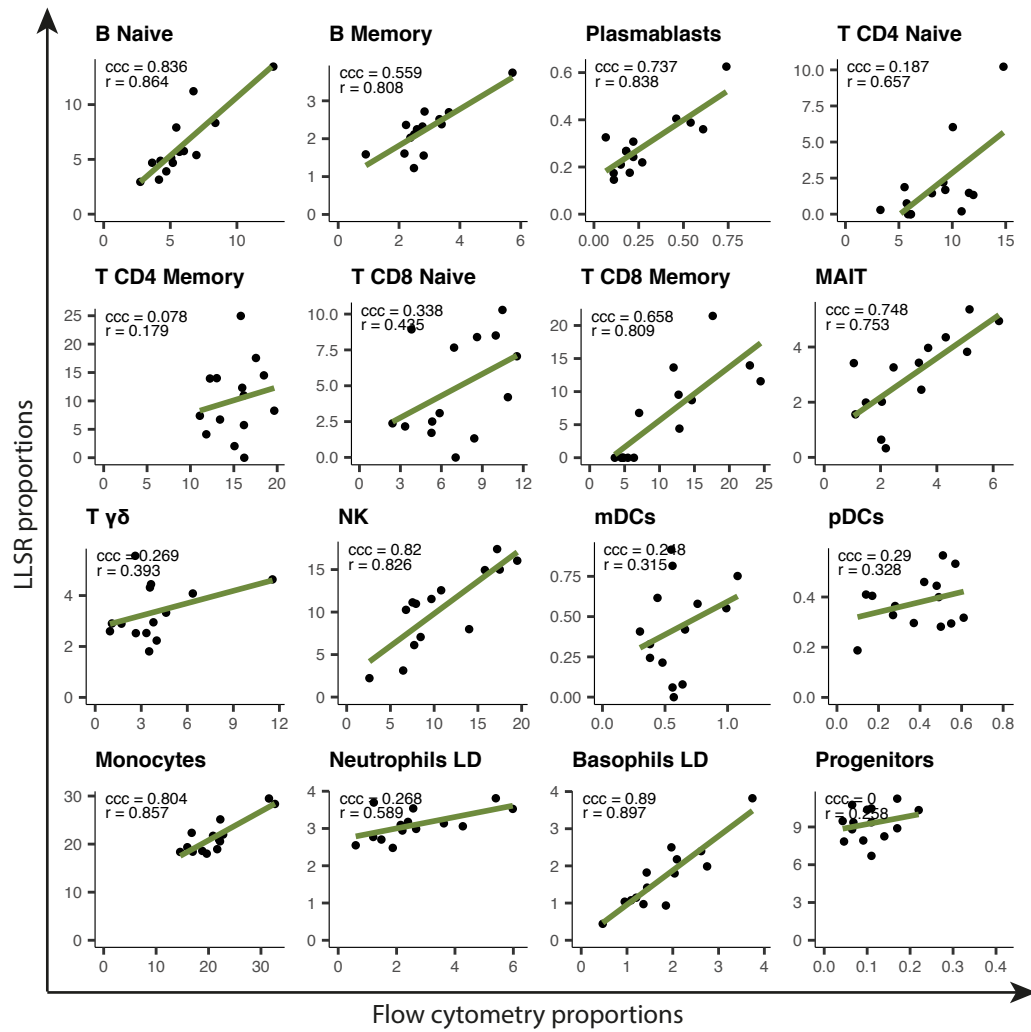 B Naive
ccc = 0.836
r = 0.864
10
5
0
0
5
10
B Memory
ccc = 0.559
r = 0.808
3
2
1
0
0
2
4
6
Plasmablasts
ccc = 0.737
r = 0.838
0.6
0.4
0.2
0.0
0.00
0.25
0.50
0.75
T CD4 Naive
ccc = 0.187
r = 0.657
10.0
7.5
5.0
2.5
0.0
0
5
10
15
T CD4 Memory
ccc = 0.078
r = 0.179
25
20
15
10
5
0
0
5
10
15
20
T CD8 Naive
ccc = 0.338
r = 0.435
10.0
7.5
5.0
2.5
0.0
0
3
6
9
12
T CD8 Memory
ccc = 0.658
r = 0.809
20
15
10
5
0
0
5
10
15
20
25
MAIT
ccc = 0.748
r = 0.753
4
2
0
0
2
4
6
T γδ
ccc = 0.269
r = 0.393
4
2
0
0
3
6
9
12
NK
ccc = 0.82
r = 0.826
15
10
5
0
0
5
10
15
20
mDCs
ccc = 0.248
r = 0.315
0.75
0.50
0.25
0.00
0.0
0.5
1.0
pDCs
ccc = 0.29
r = 0.328
0.4
0.2
0.0
0.0
0.2
0.4
0.6
0.8
Monocytes
ccc = 0.804
r = 0.857
30
20
10
0
0
10
20
30
Neutrophils LD
ccc = 0.268
r = 0.589
4
3
2
1
0
0
2
4
6
Basophils LD
ccc = 0.89
r = 0.897
4
3
2
1
0
0
1
2
3
4
Progenitors
ccc = 0
r = 0.258
9
6
3
0
0.0
0.1
0.2
0.3
0.4
LLSR proportions
Flow cytometry proportions